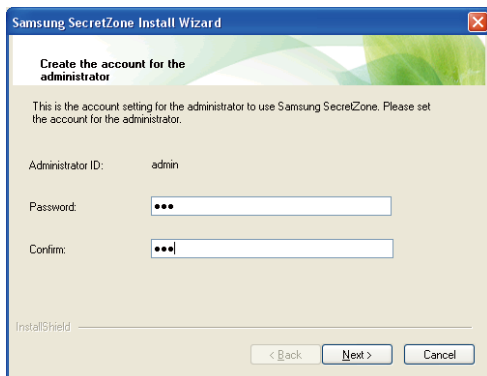 Samsung SecretZone Install Wizard
Create the account for the
administrator
This is the account setting for the administrator to use Samsung SecretZone. Please set
the account for the administrator.
Administrator ID: admin
Password: •••
Confirm: •••
InstallShield
< Back Next > Cancel